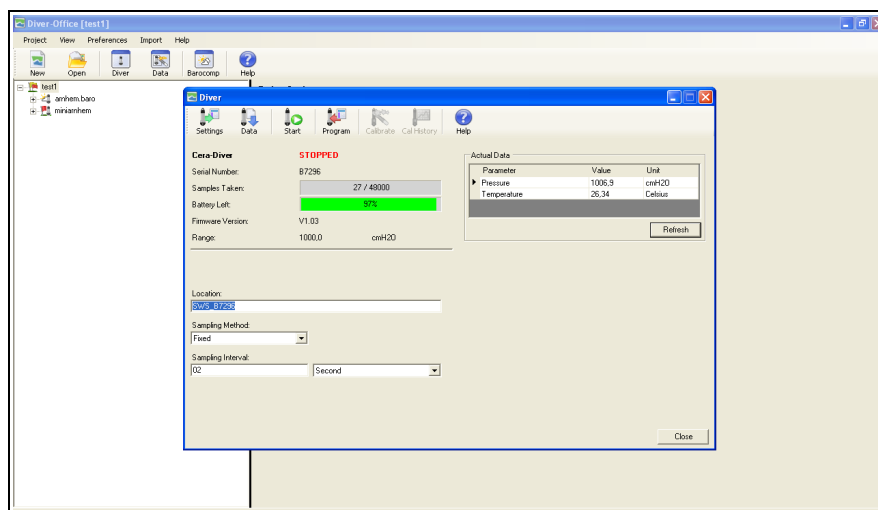 Diver-Office [test1]
Project View Preferences Import Help
New Open Diver Data Barocomp Help
test1
arnhem.baro
miniarnhem
Diver
Settings Data Start Program Calibrate Cal History Help
Cera-Diver STOPPED
Serial Number: B7296
Samples Taken: 27 / 48000
Battery Left: 97%
Firmware Version: V1.03
Range: 1000,0 cmH2O
Actual Data
Parameter Value Unit
Pressure 1006,9 cmH2O
Temperature 26,34 Celsius
Refresh
Location:
SWS_B7296
Sampling Method:
Fixed
Sampling Interval:
02 Second
Close